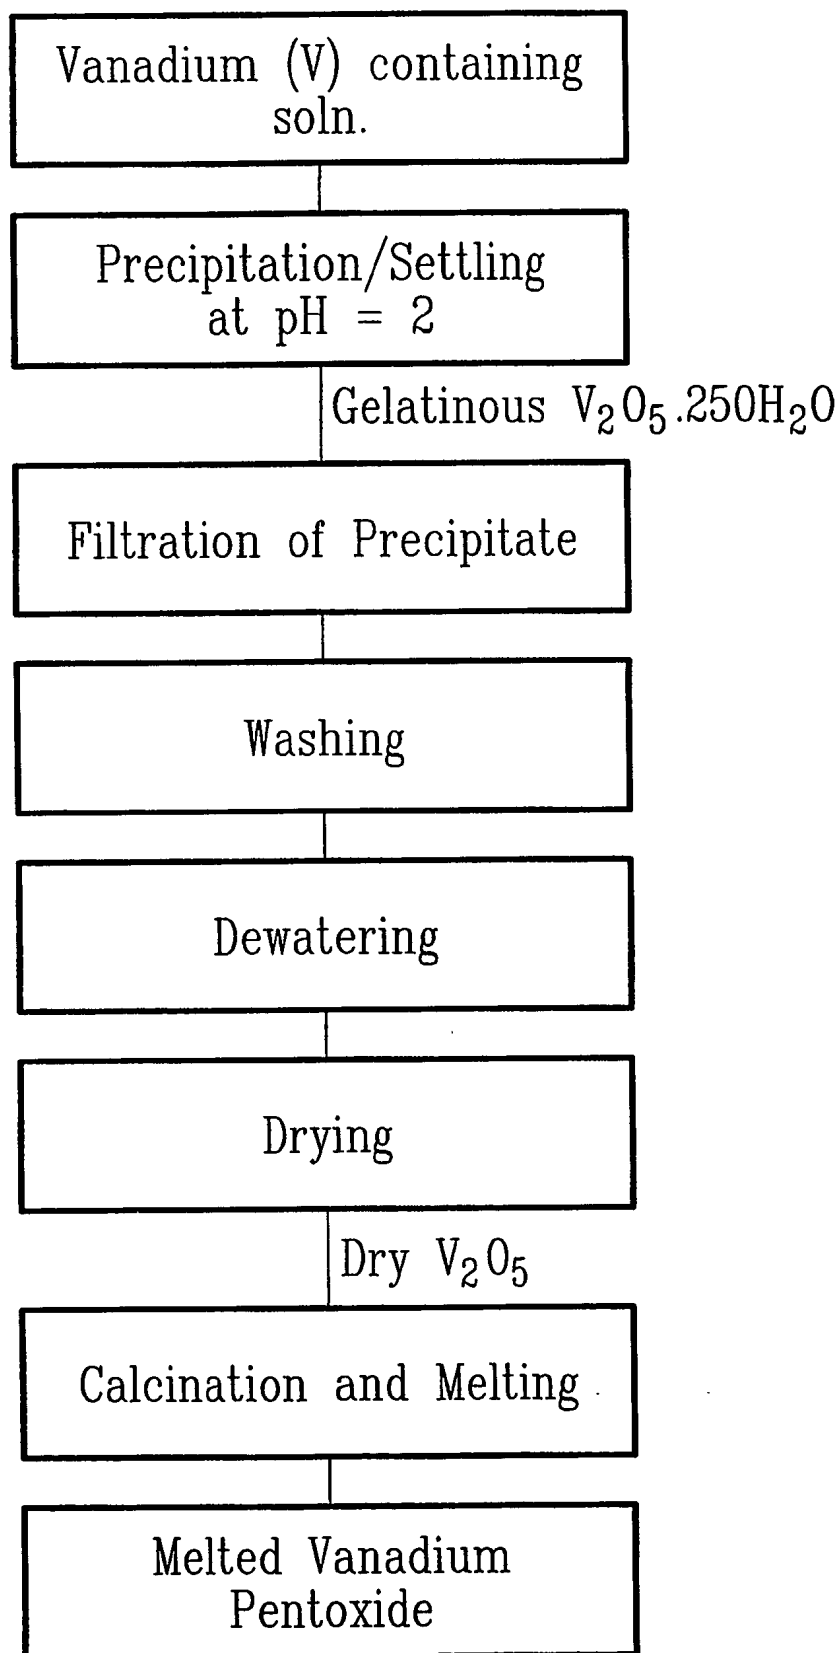 Vanadium (V) containing
soln.
Precipitation/Settling
at pH = 2
Gelatinous V₂O₅.250H₂O
Filtration of Precipitate
Washing
Dewatering
Drying
Dry V₂O₅
Calcination and Melting
Melted Vanadium
Pentoxide